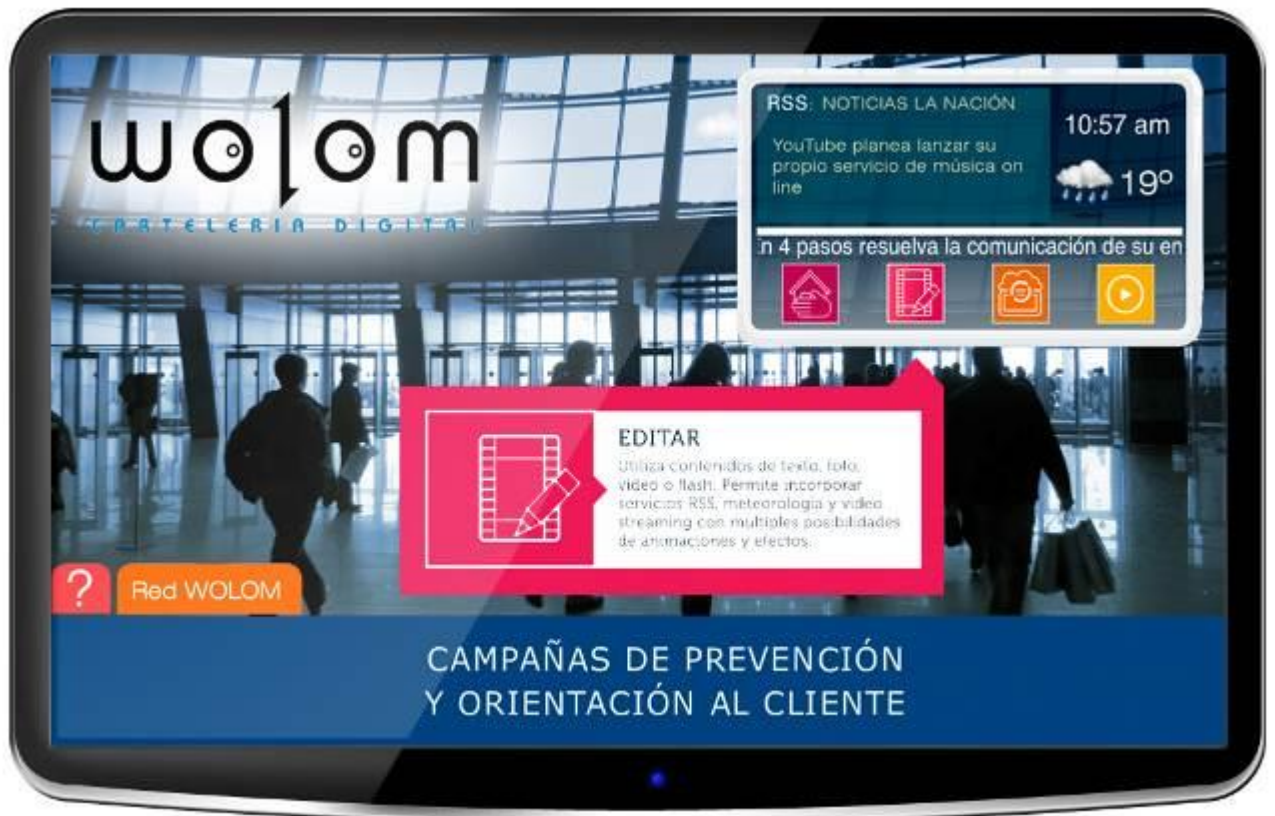 wolom
CARTELERIA DIGITAL
RSS: NOTICIAS LA NACIÓN
YouTube planea lanzar su
propio servicio de música on
line
10:57 am
19º
n 4 pasos resuelva la comunicación de su en
EDITAR
Utiliza contenidos de texto, foto,
video o flash. Permite incorporar
servicios RSS, meteorologia y video
streaming con multiples posibilidades
de animaciones y efectos.
?
Red WOLOM
CAMPAÑAS DE PREVENCIÓN
Y ORIENTACIÓN AL CLIENTE